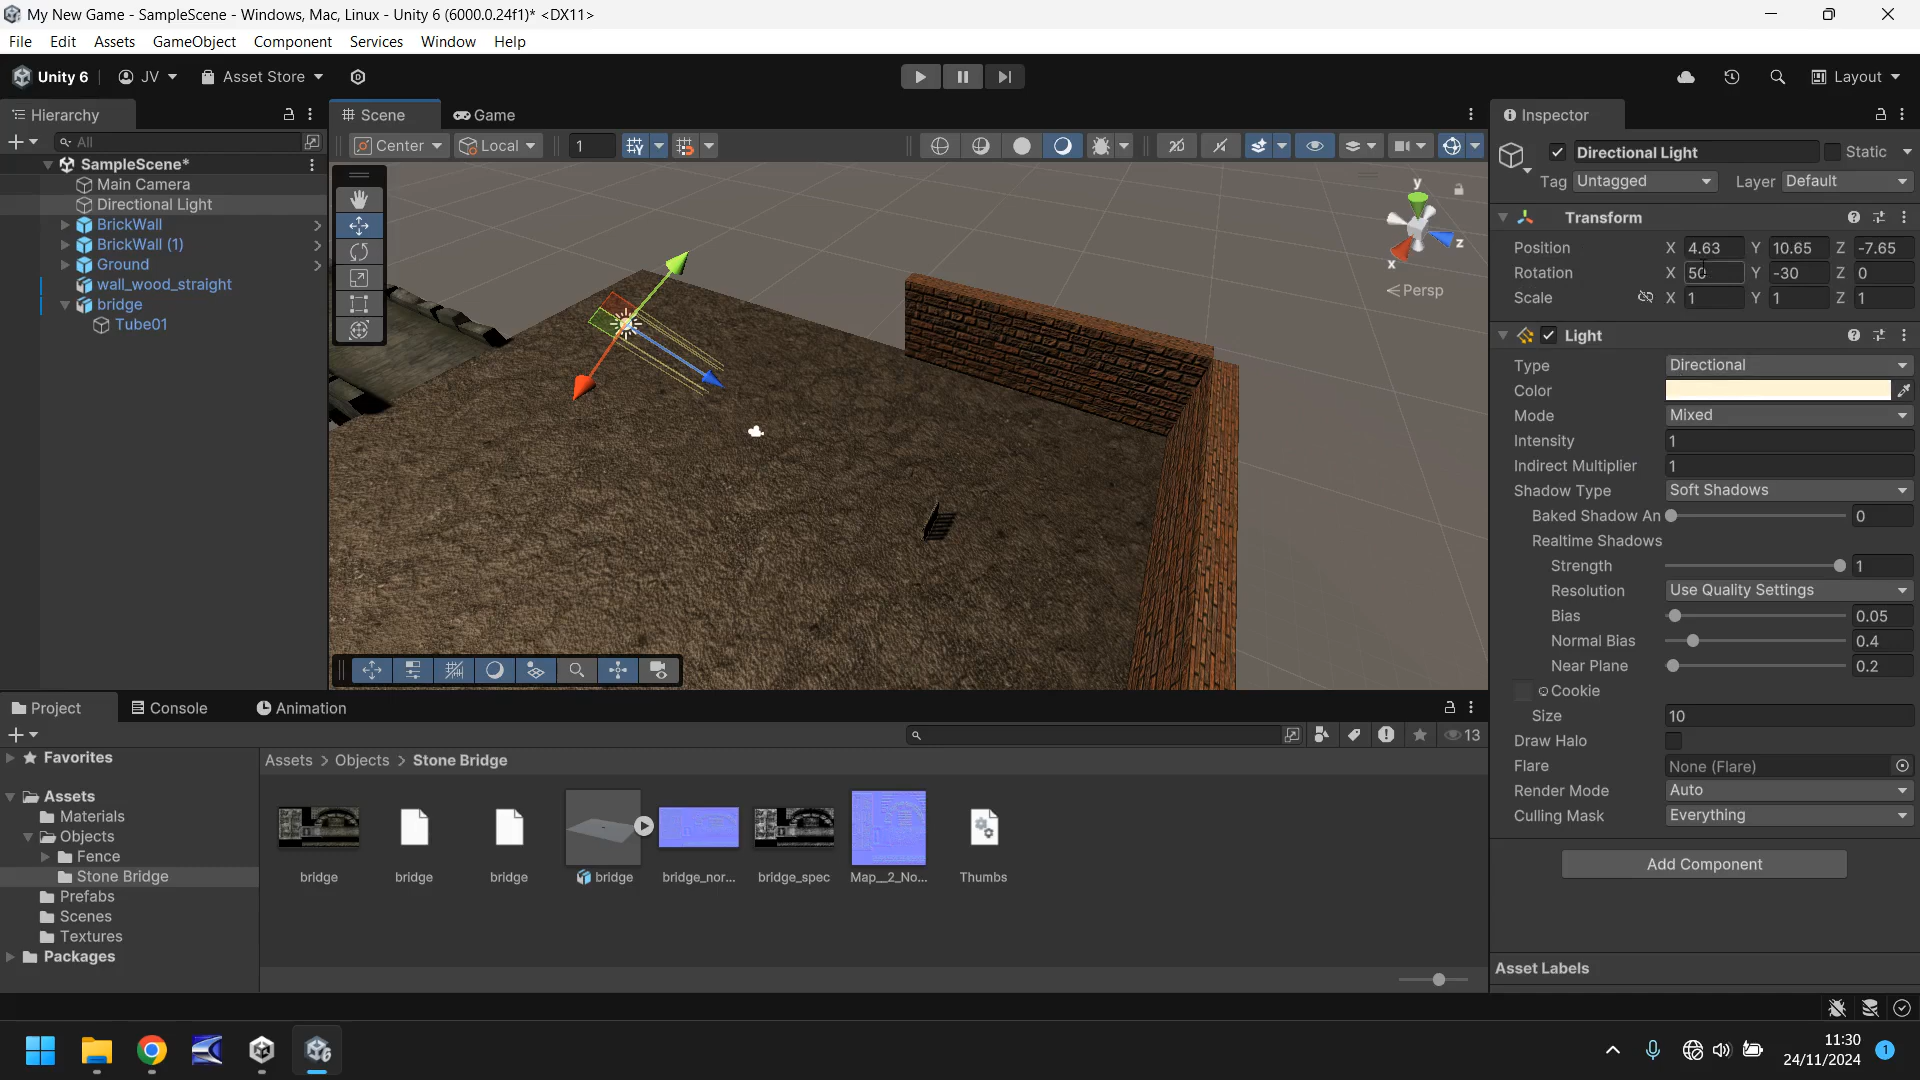 My New Game - SampleScene - Windows, Mac, Linux - Unity 6 (6000.0.24f1)* <DX11>
File Edit Assets GameObject Component Services Window Help
Unity 6 JV Asset Store Layout
Hierarchy
All
SampleScene*
Main Camera
Directional Light
BrickWall
BrickWall (1)
Ground
wall_wood_straight
bridge
Tube01
Scene Game
Center Local 1
y
z
x
Persp
Inspector
Directional Light Static
Tag Untagged Layer Default
Transform
Position X 4.63 Y 10.65 Z -7.65
Rotation X 50 Y -30 Z 0
Scale X 1 Y 1 Z 1
Light
Type Directional
Color
Mode Mixed
Intensity 1
Indirect Multiplier 1
Shadow Type Soft Shadows
Baked Shadow An 0
Realtime Shadows
Strength 1
Resolution Use Quality Settings
Bias 0.05
Normal Bias 0.4
Near Plane 0.2
Cookie
Size 10
Draw Halo
Flare None (Flare)
Render Mode Auto
Culling Mask Everything
Add Component
Asset Labels
Project Console Animation
13
Favorites
Assets
Materials
Objects
Fence
Stone Bridge
Prefabs
Scenes
Textures
Packages
Assets > Objects > Stone Bridge
bridge bridge bridge bridge bridge_nor... bridge_spec Map__2_No... Thumbs
11:30
24/11/2024
1